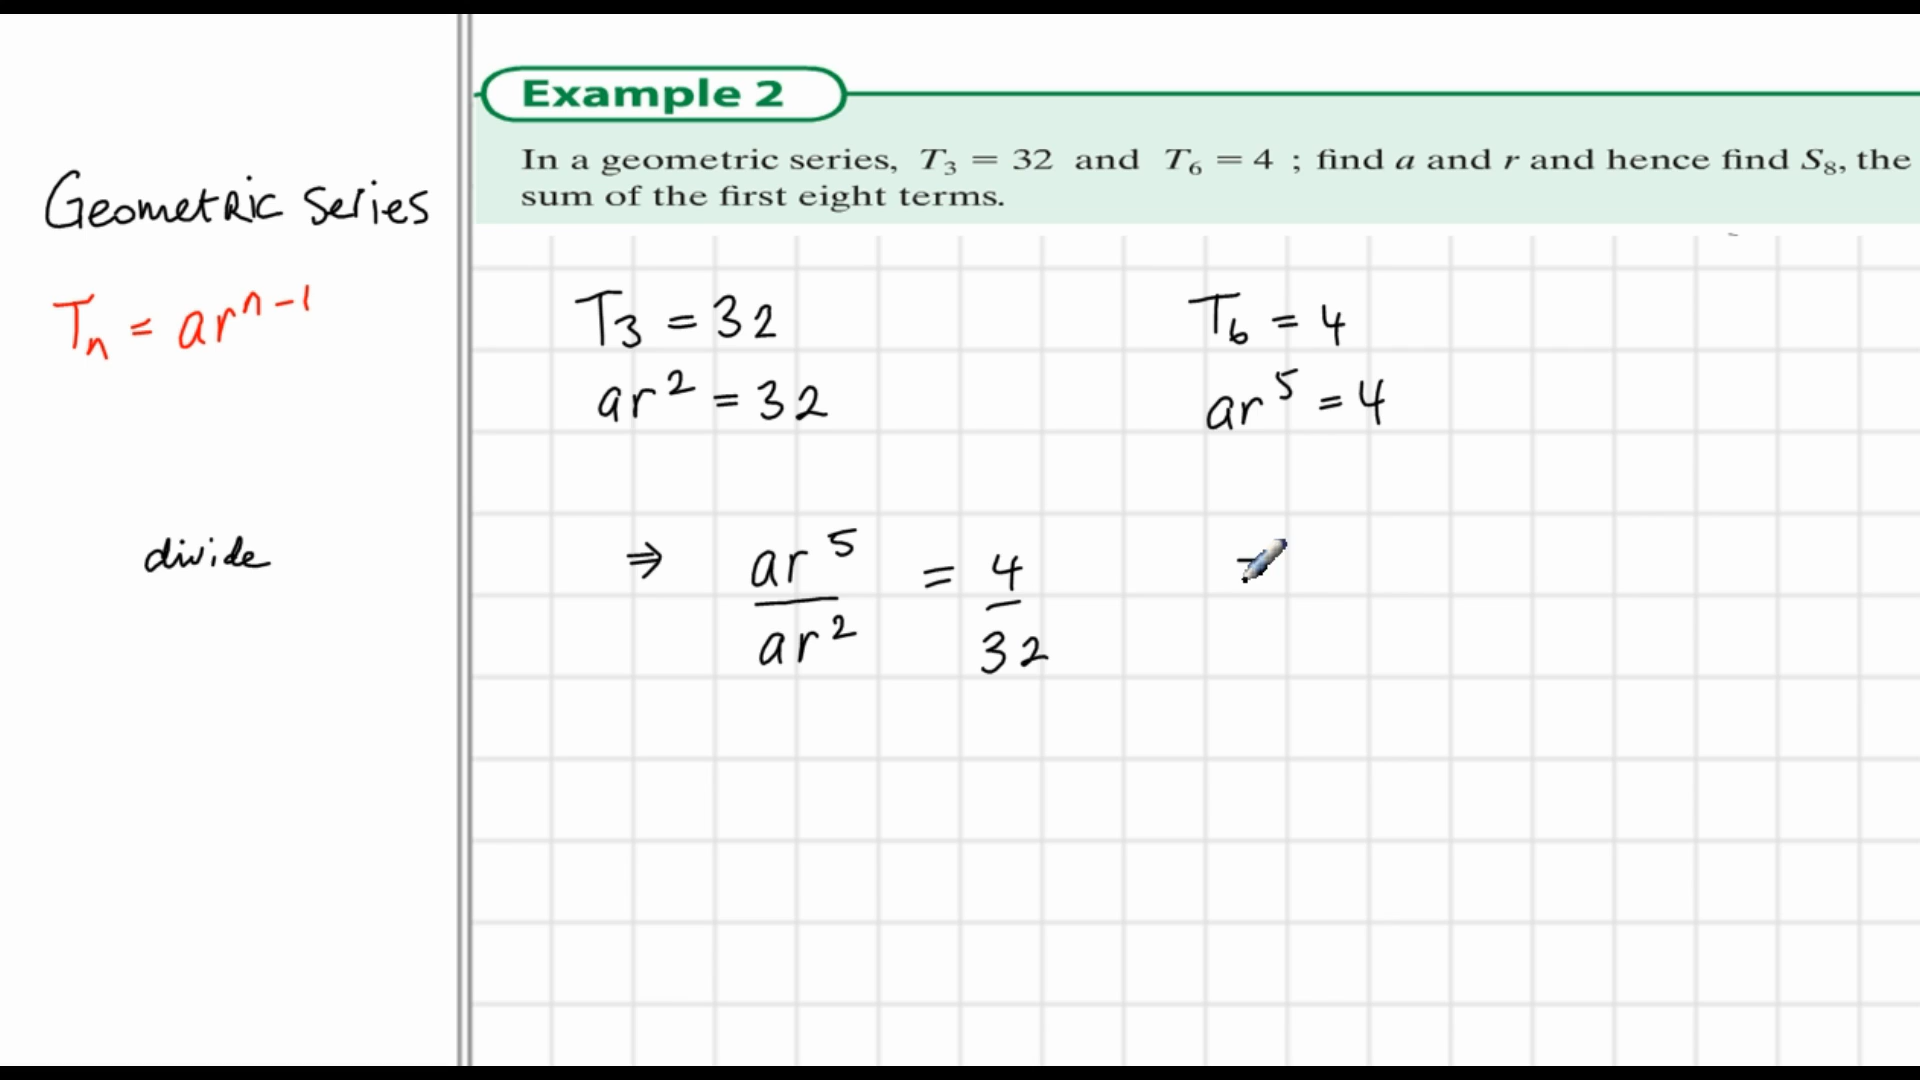 Example 2
In a geometric series, T₃ = 32 and T₆ = 4 ; find a and r and hence find S₈, the
sum of the first eight terms.
Geometric series
Tₙ = arⁿ⁻¹
T₃ = 32
T₆ = 4
ar² = 32
ar⁵ = 4
divide
⇒ ar⁵/ar² = 4/32